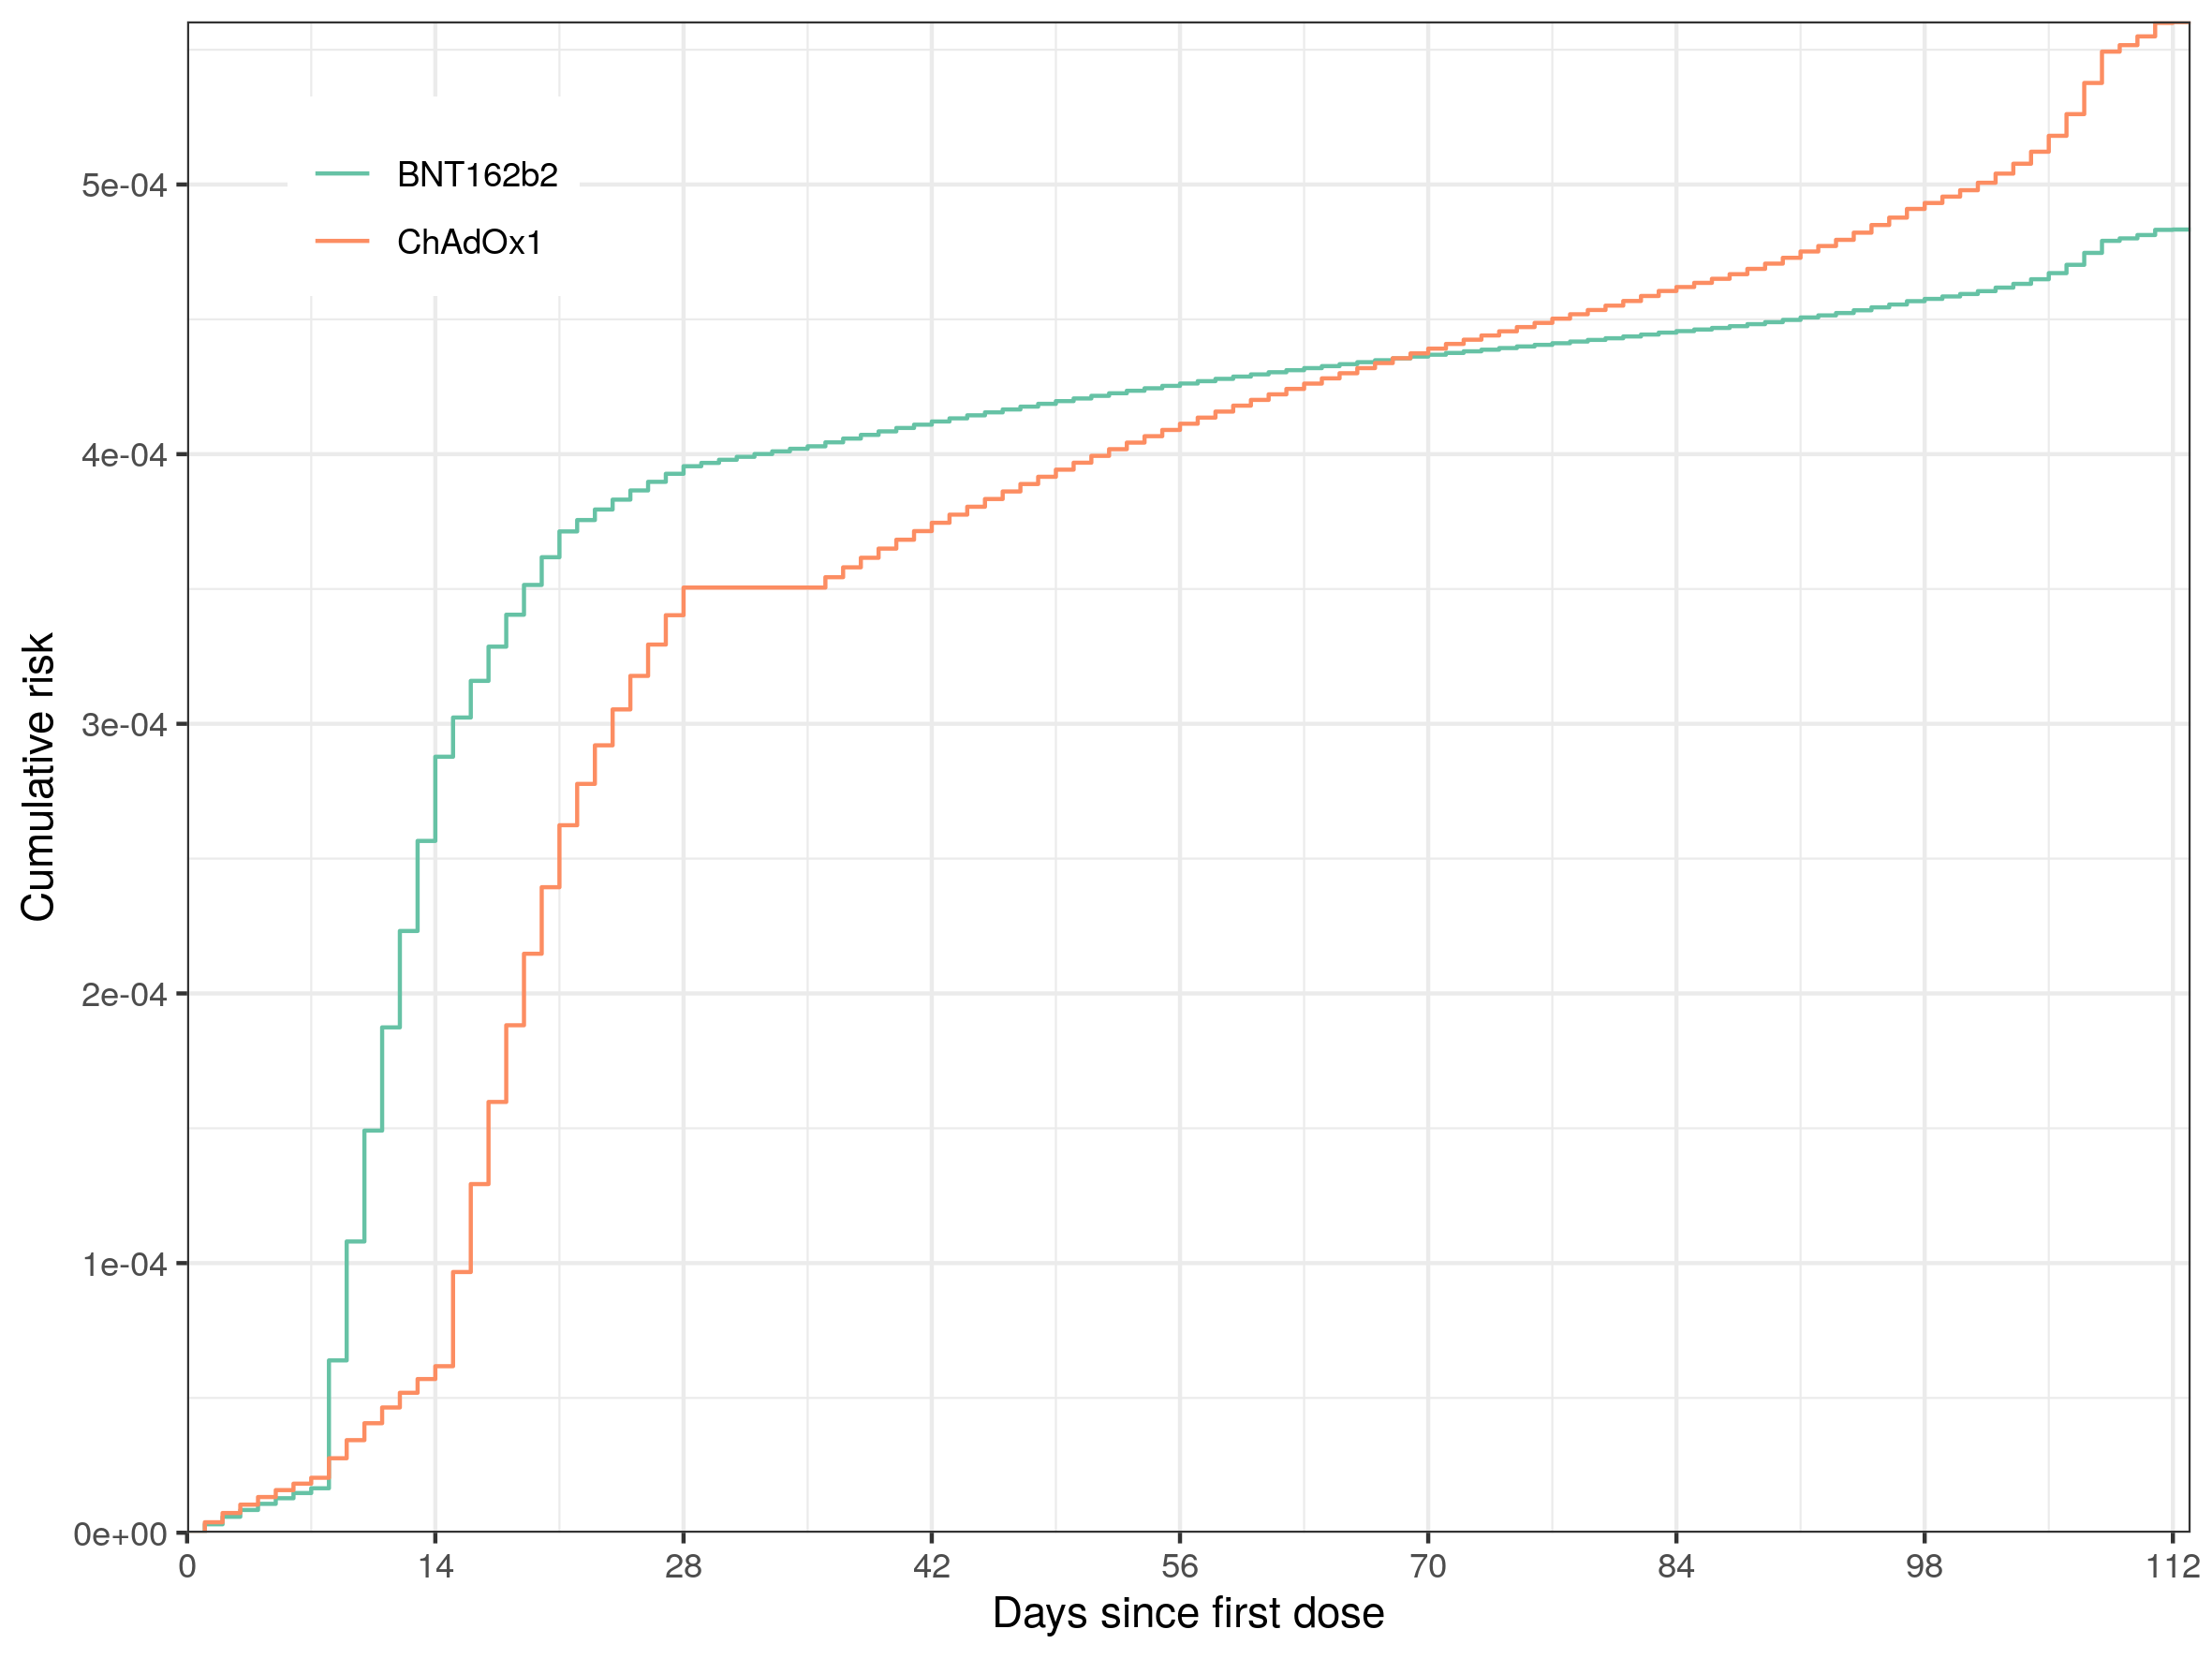 BNT162b2
ChAdOx1
Cumulative risk
5e-04
4e-04
3e-04
2e-04
1e-04
0e+00
0 14 28 42 56 70 84 98 112
Days since first dose